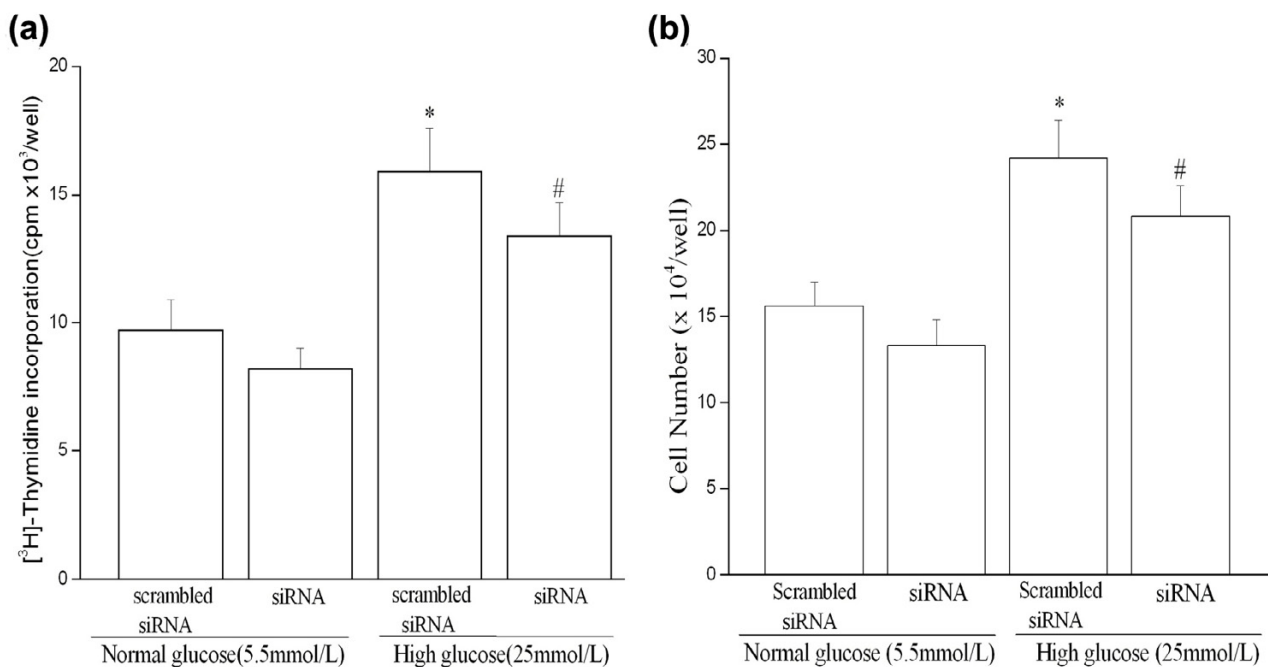 (a)
[³H]-Thymidine incorporation(cpm x10³/well)
20
15
10
5
0
*
#
scrambled
siRNA
siRNA
scrambled
siRNA
siRNA
Normal glucose(5.5mmol/L)
High glucose(25mmol/L)
(b)
Cell Number (x 10⁴/well)
30
25
20
15
10
5
0
*
#
Scrambled
siRNA
siRNA
Scrambled
siRNA
siRNA
Normal glucose (5.5mmol/L)
High glucose (25mmol/L)